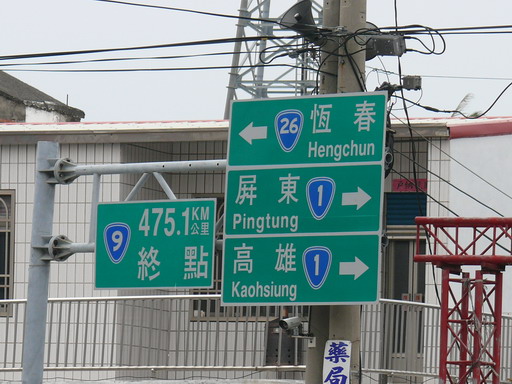 26 恆春
Hengchun
屏東 1
Pingtung
高雄 1
Kaohsiung
475.1 KM 公里
9 終點
藥局